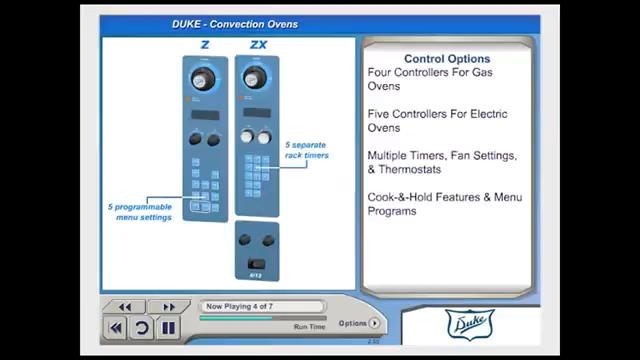 DUKE - Convection Ovens
Z
ZX
5 separate
rack timers
5 programmable
menu settings
Control Options
Four Controllers For Gas
Ovens
Five Controllers For Electric
Ovens
Multiple Timers, Fan Settings,
& Thermostats
Cook-&-Hold Features & Menu
Programs
Now Playing 4 of 7
Run Time
Options
Duke